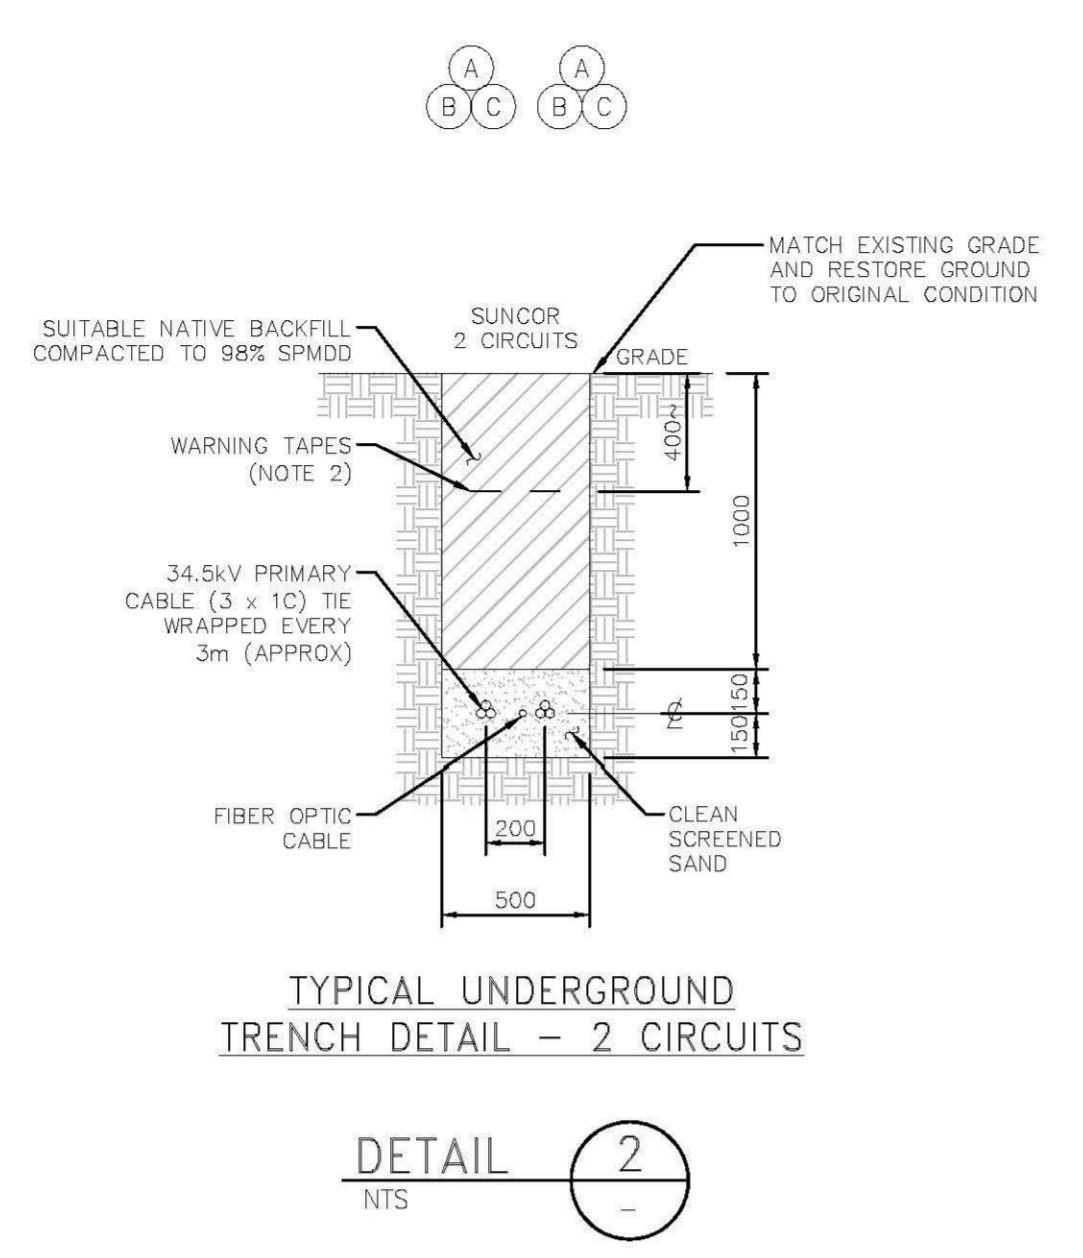 A A
B C B C
MATCH EXISTING GRADE
AND RESTORE GROUND
TO ORIGINAL CONDITION
SUNCOR
2 CIRCUITS
SUITABLE NATIVE BACKFILL
COMPACTED TO 98% SPMDD
GRADE
400~
WARNING TAPES
(NOTE 2)
1000
34.5kV PRIMARY
CABLE (3 x 1C) TIE
WRAPPED EVERY
3m (APPROX)
150
℄
150
FIBER OPTIC
CABLE
200
CLEAN
SCREENED
SAND
500
TYPICAL UNDERGROUND
TRENCH DETAIL – 2 CIRCUITS
DETAIL
2
NTS
–